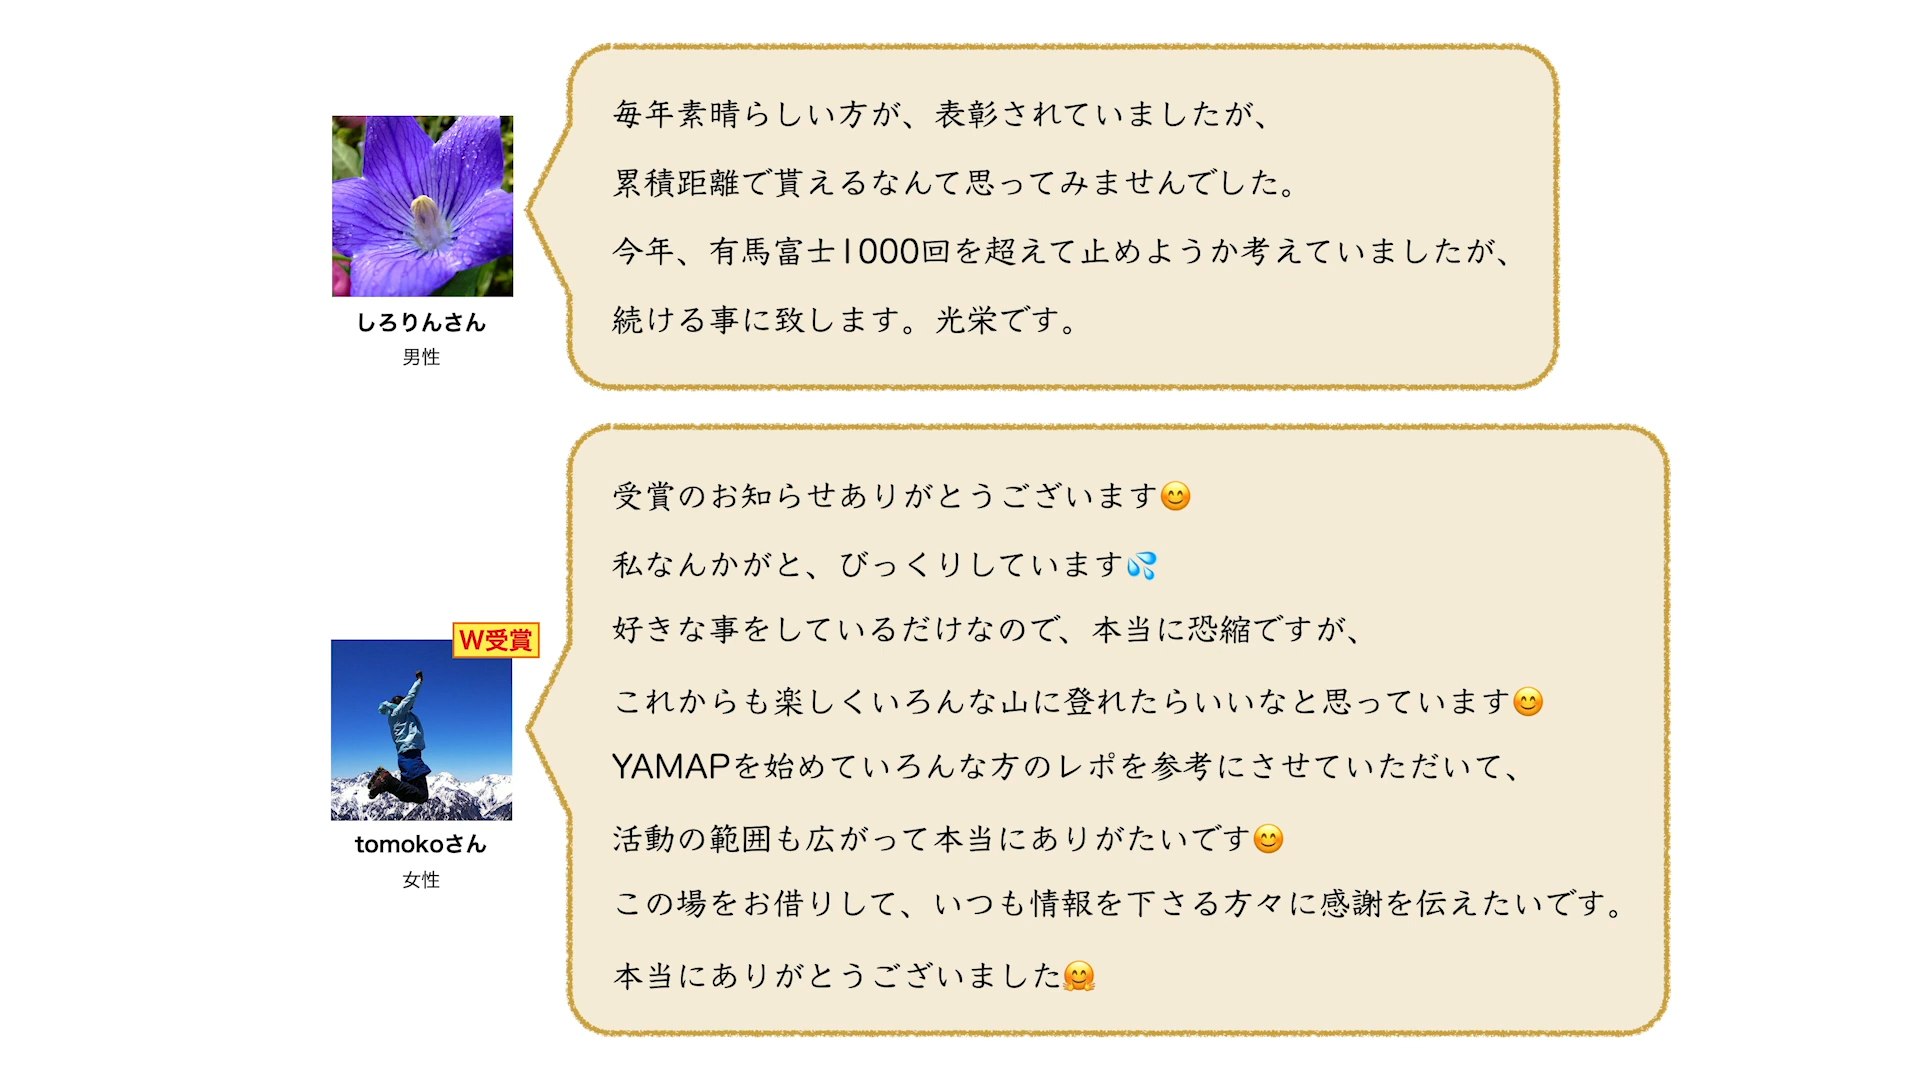 毎年素晴らしい方が、表彰されていましたが、
累積距離で貰えるなんて思ってみませんでした。
今年、有馬富士1000回を超えて止めようか考えていましたが、
続ける事に致します。光栄です。
しろりんさん
男性
受賞のお知らせありがとうございます😊
私なんかがと、びっくりしています💦
好きな事をしているだけなので、本当に恐縮ですが、
これからも楽しくいろんな山に登れたらいいなと思っています😊
YAMAPを始めていろんな方のレポを参考にさせていただいて、
活動の範囲も広がって本当にありがたいです😊
この場をお借りして、いつも情報を下さる方々に感謝を伝えたいです。
本当にありがとうございました🤗
W受賞
tomokoさん
女性